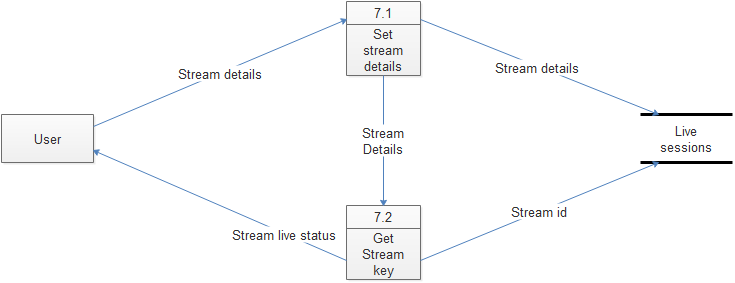 7.1
Set
stream
details
Stream details
Stream details
User
Stream
Details
Live
sessions
7.2
Get
Stream
key
Stream live status
Stream id